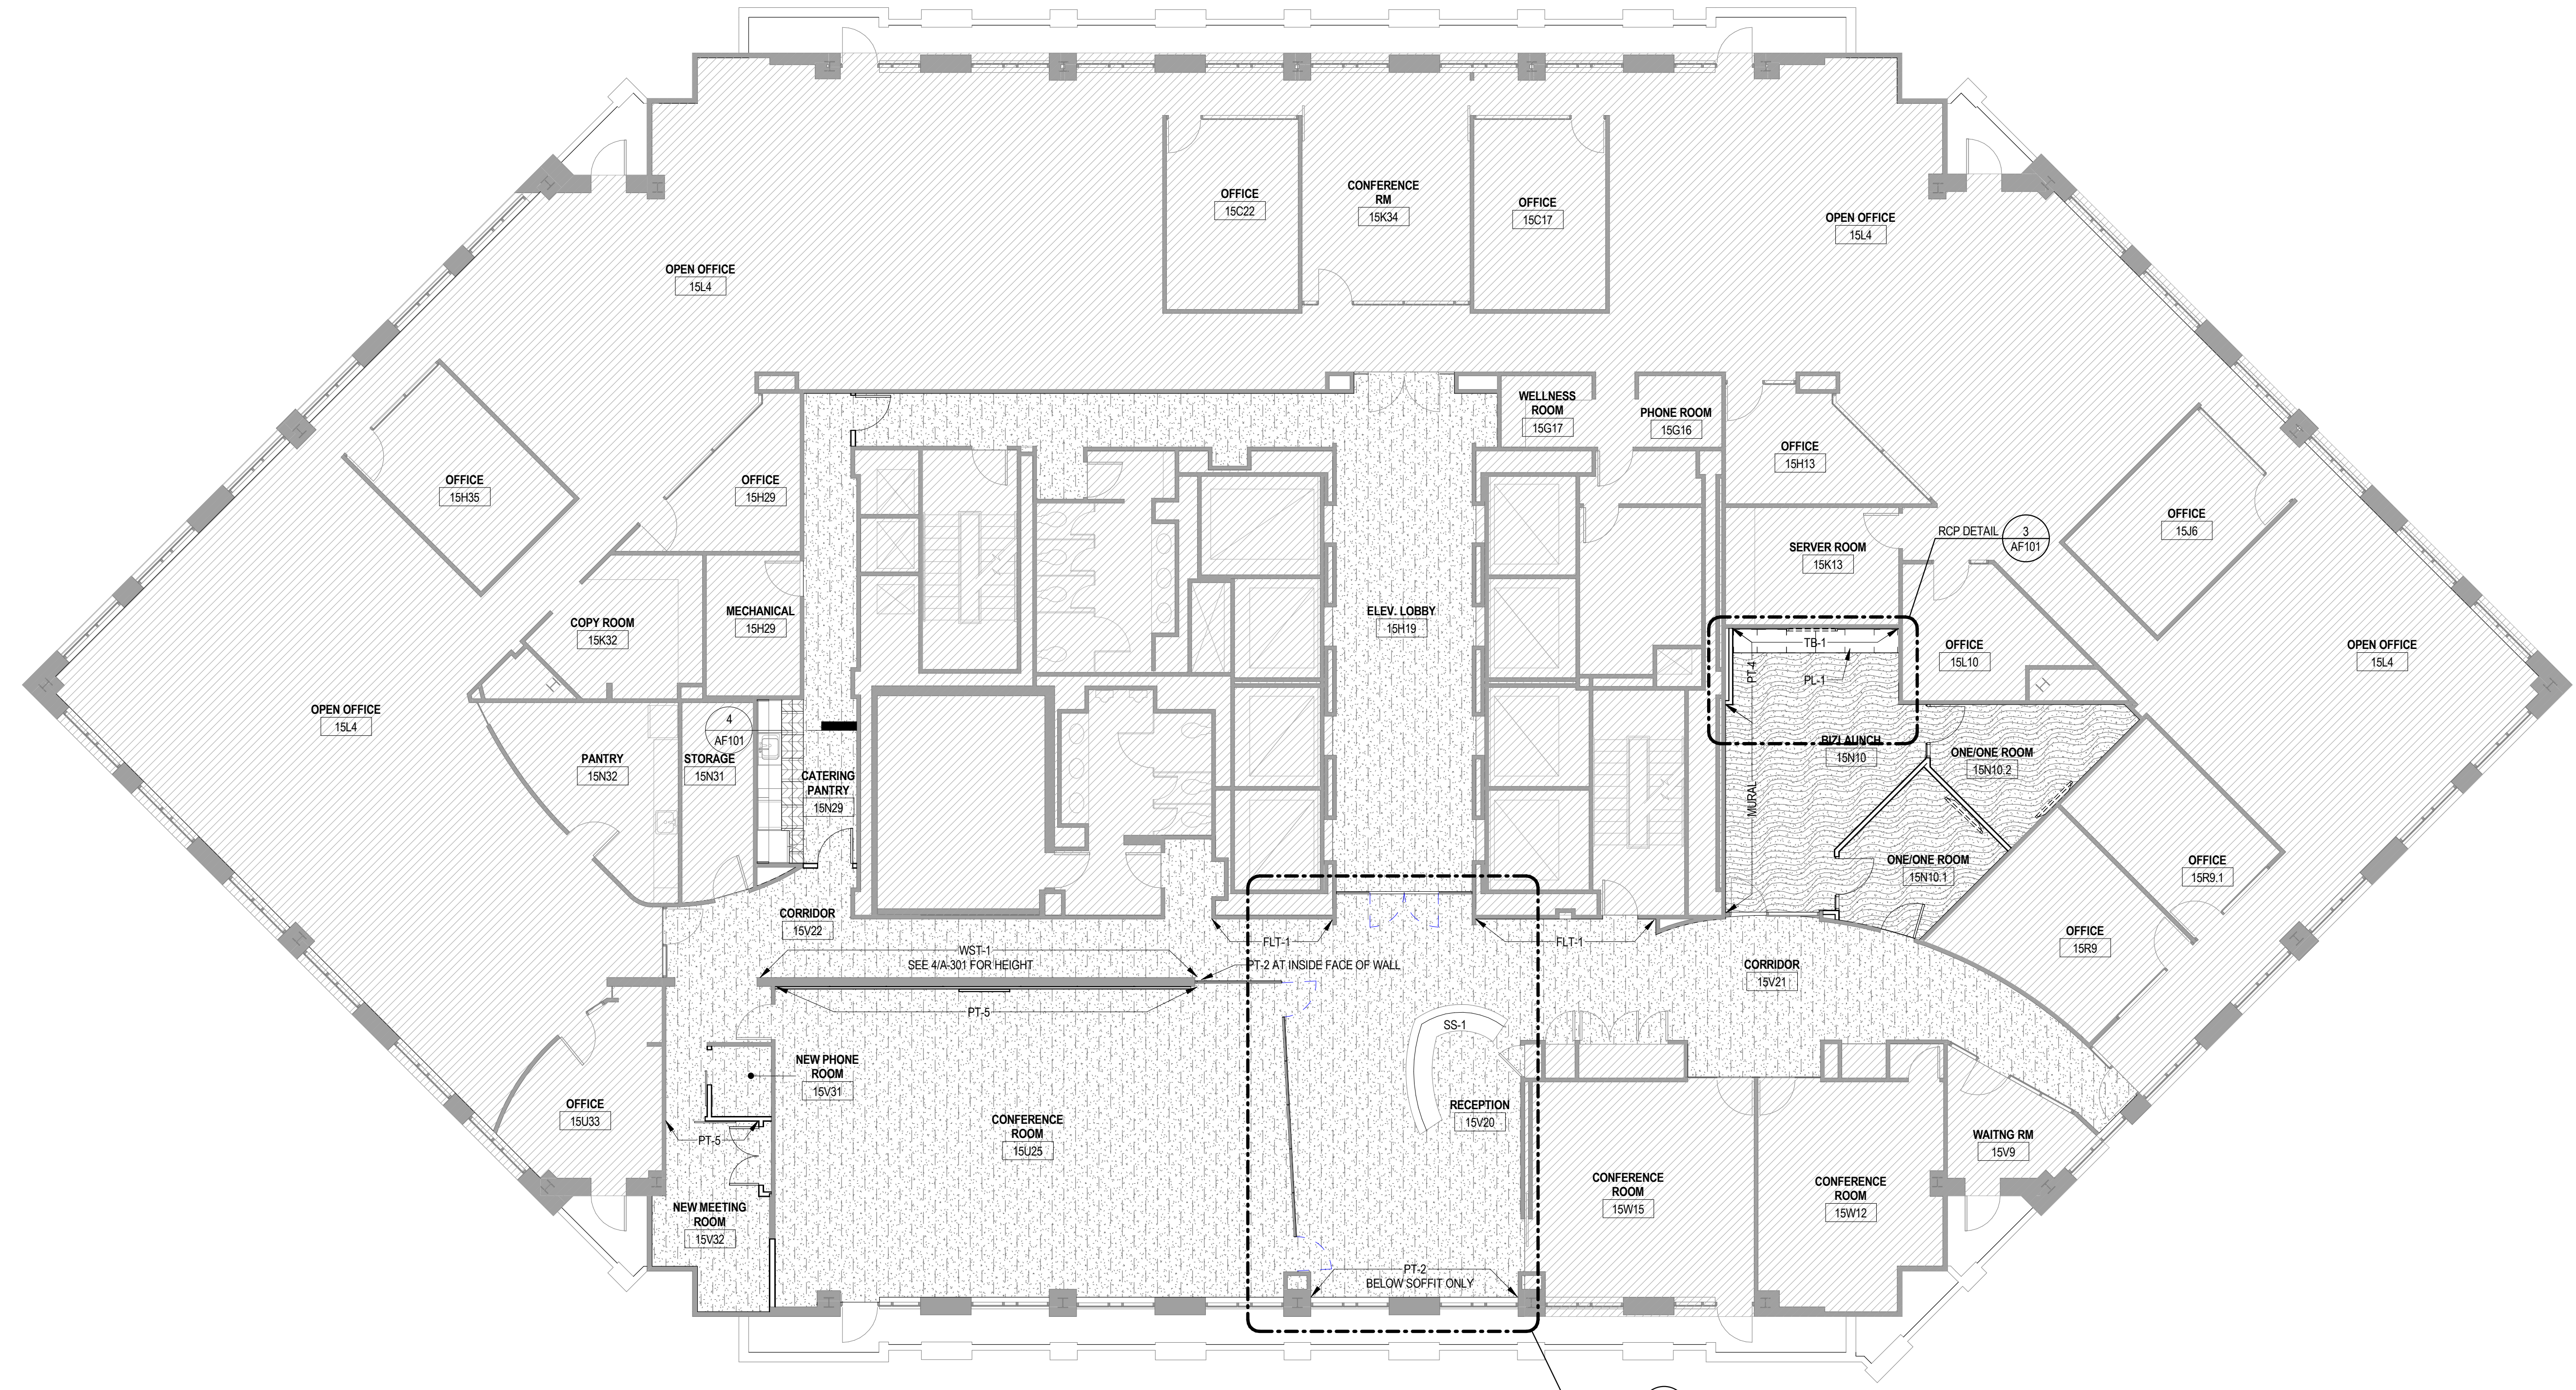 OFFICE
15C22
CONFERENCE
RM
15K34
OFFICE
15C17
OPEN OFFICE
15L4
OPEN OFFICE
15L4
WELLNESS
ROOM
15G17
PHONE ROOM
15G16
OFFICE
15H13
OFFICE
15H35
OFFICE
15H29
OFFICE
15J6
RCP DETAIL
3
AF101
SERVER ROOM
15K13
COPY ROOM
15K32
MECHANICAL
15H29
ELEV. LOBBY
15H19
TB-1
PT-4
PL-1
OFFICE
15L10
OPEN OFFICE
15L4
OPEN OFFICE
15L4
4
AF101
PANTRY
15N32
STORAGE
15N31
CATERING
PANTRY
15N29
BIZLAUNCH
15N10
ONE/ONE ROOM
15N10.2
MURAL
ONE/ONE ROOM
15N10.1
OFFICE
15R9.1
CORRIDOR
15V22
FLT-1
FLT-1
OFFICE
15R9
WST-1
SEE 4/A-301 FOR HEIGHT
PT-2 AT INSIDE FACE OF WALL
CORRIDOR
15V21
PT-5
SS-1
NEW PHONE
ROOM
15V31
OFFICE
15U33
CONFERENCE
ROOM
15U25
RECEPTION
15V20
PT-5
WAITNG RM
15V9
NEW MEETING
ROOM
15V32
CONFERENCE
ROOM
15W15
CONFERENCE
ROOM
15W12
PT-2
BELOW SOFFIT ONLY